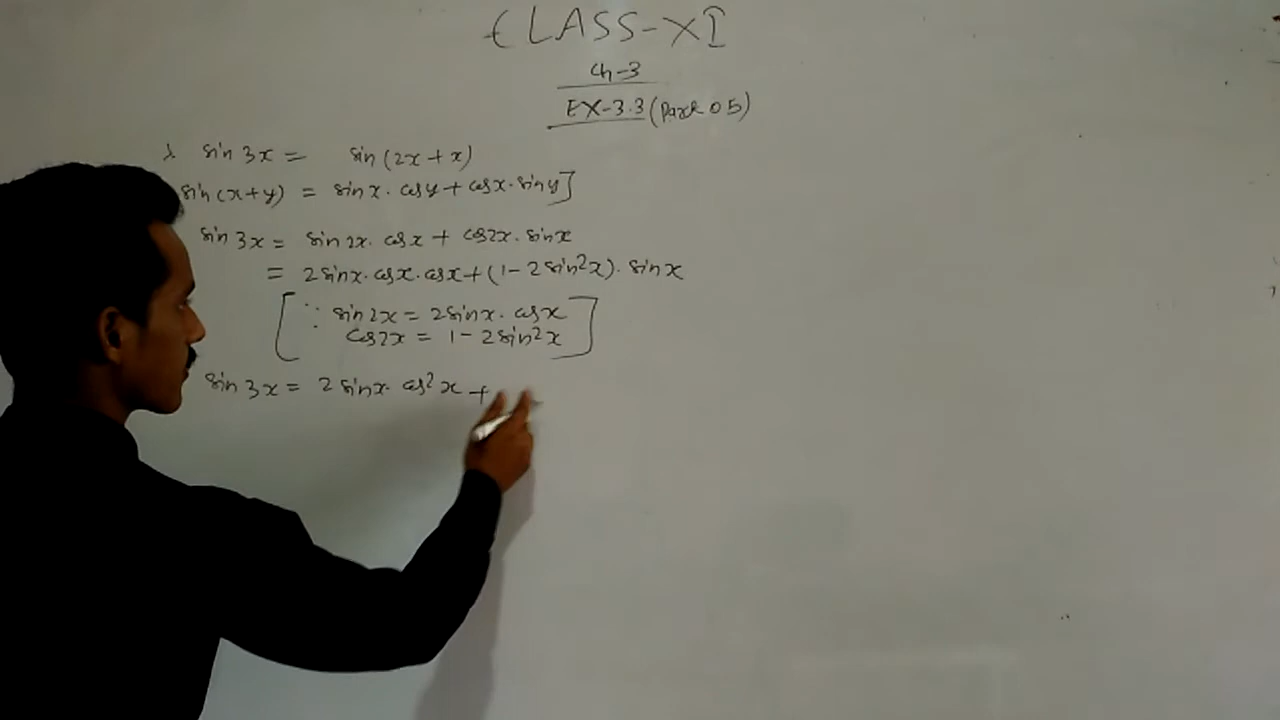 CLASS-XI
Ch-3
EX-3.3 (Part 05)
sin 3x = sin (2x + x)
sin (x+y) = sin x . cos y + cos x . sin y]
sin 3x = sin 2x . cos x + cos 2x . sin x
= 2 sin x . cos x . cos x + (1 - 2 sin²x) . sin x
[ ∵ sin 2x = 2 sin x . cos x
cos 2x = 1 - 2 sin²x ]
sin 3x = 2 sin x . cos² x +